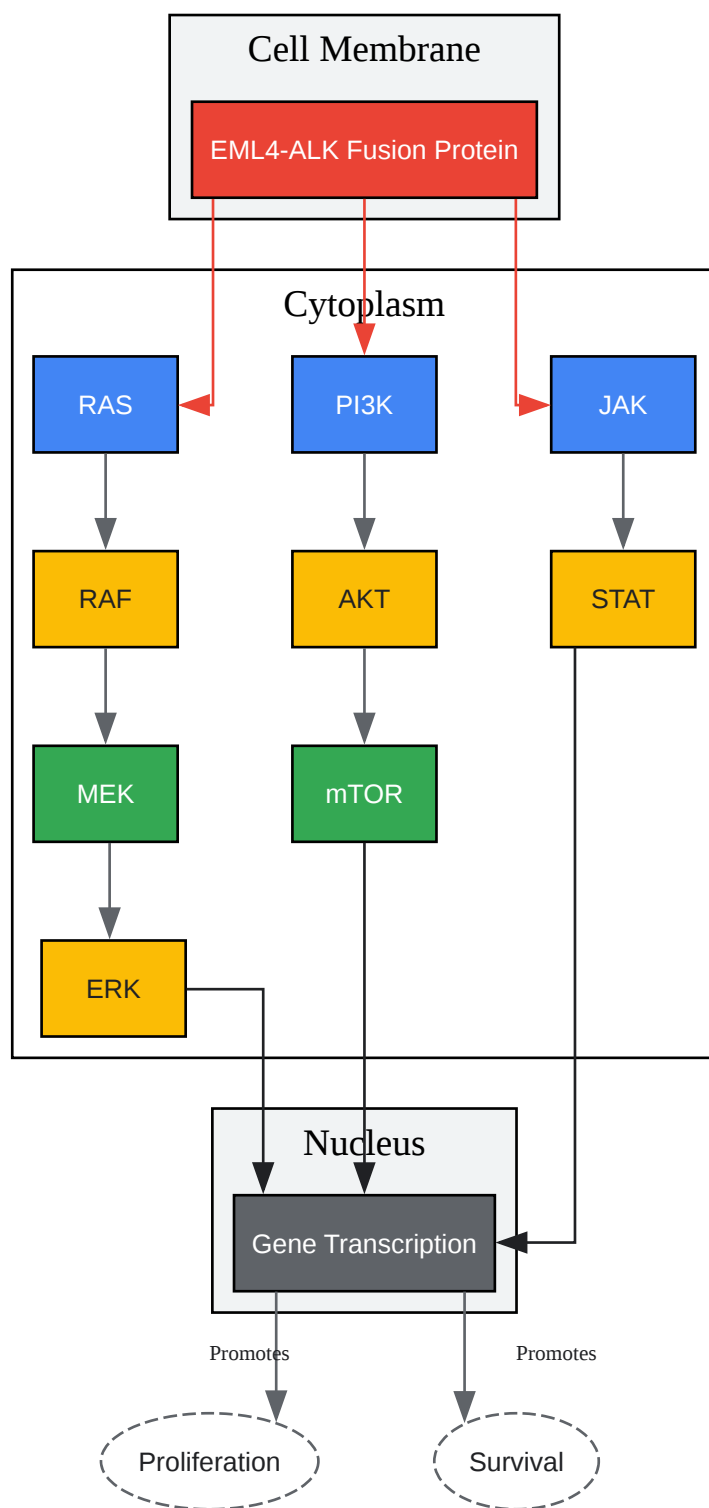 Cell Membrane
EML4-ALK Fusion Protein
Cytoplasm
RAS
PI3K
JAK
RAF
AKT
STAT
MEK
mTOR
ERK
Nucleus
Gene Transcription
Promotes
Promotes
Proliferation
Survival